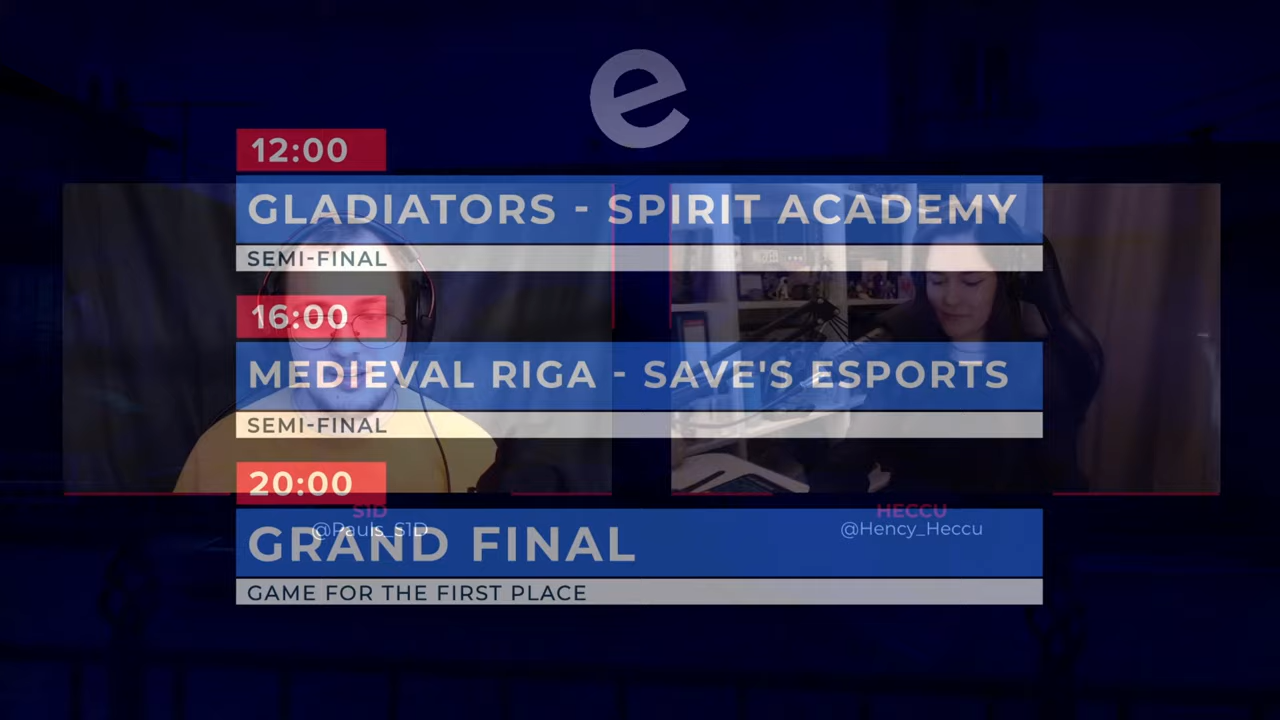 e
12:00
GLADIATORS - SPIRIT ACADEMY
SEMI-FINAL
16:00
MEDIEVAL RIGA - SAVE'S ESPORTS
SEMI-FINAL
20:00
S1D
HECCU
@Pauls_S1D
@Hency_Heccu
GRAND FINAL
GAME FOR THE FIRST PLACE